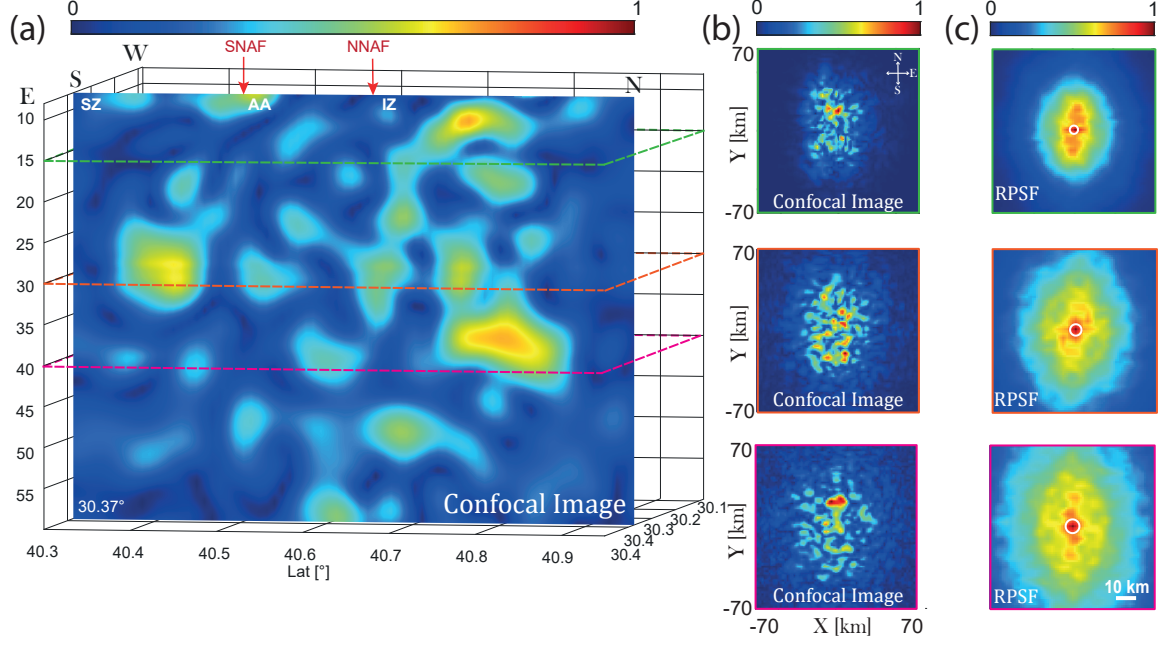 (a)
0
1
SNAF
NNAF
W
S
E
N
SZ
AA
IZ
10
15
20
25
30
35
40
45
50
55
30.37°
Confocal Image
40.3
40.4
40.5
40.6
40.7
40.8
40.9
30.4
30.3
30.2
30.1
Lat [°]
(b)
0
1
70
Y [km]
-70
N
E
S
Confocal Image
70
Y [km]
-70
Confocal Image
70
Y [km]
-70
Confocal Image
-70
X [km]
70
(c)
0
1
RPSF
RPSF
RPSF
10 km